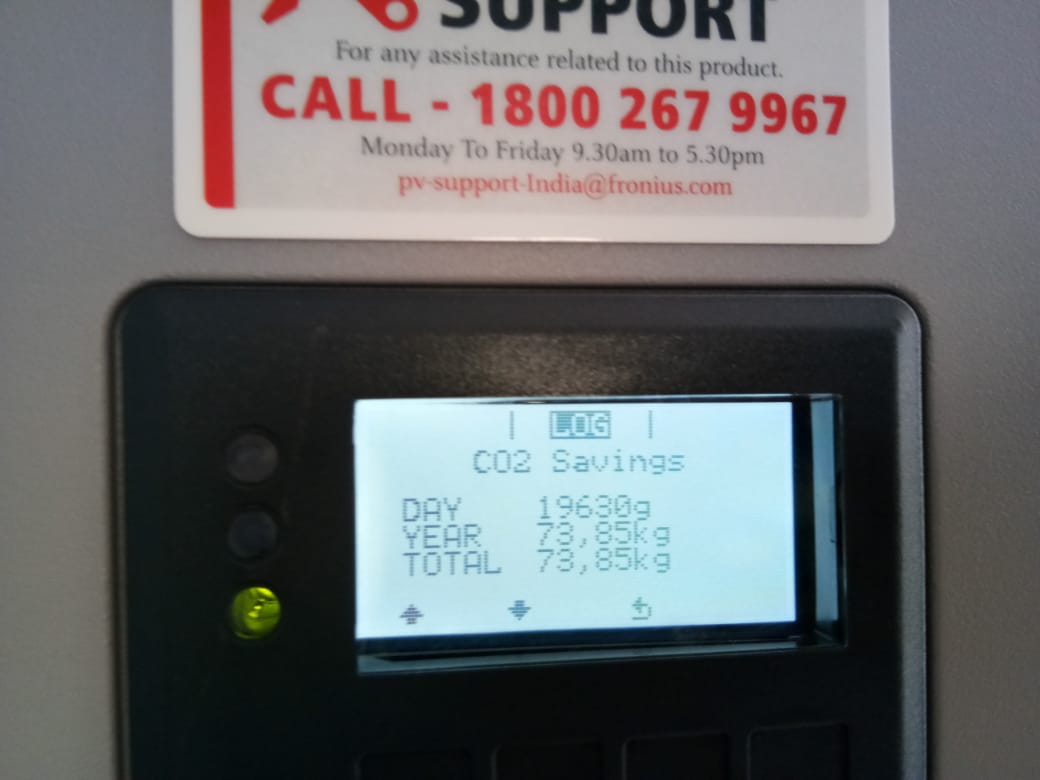 SUPPORT
For any assistance related to this product.
CALL - 1800 267 9967
Monday To Friday 9.30am to 5.30pm
pv-support-India@fronius.com
LOG
CO2 Savings
DAY 19630g
YEAR 73,85kg
TOTAL 73,85kg